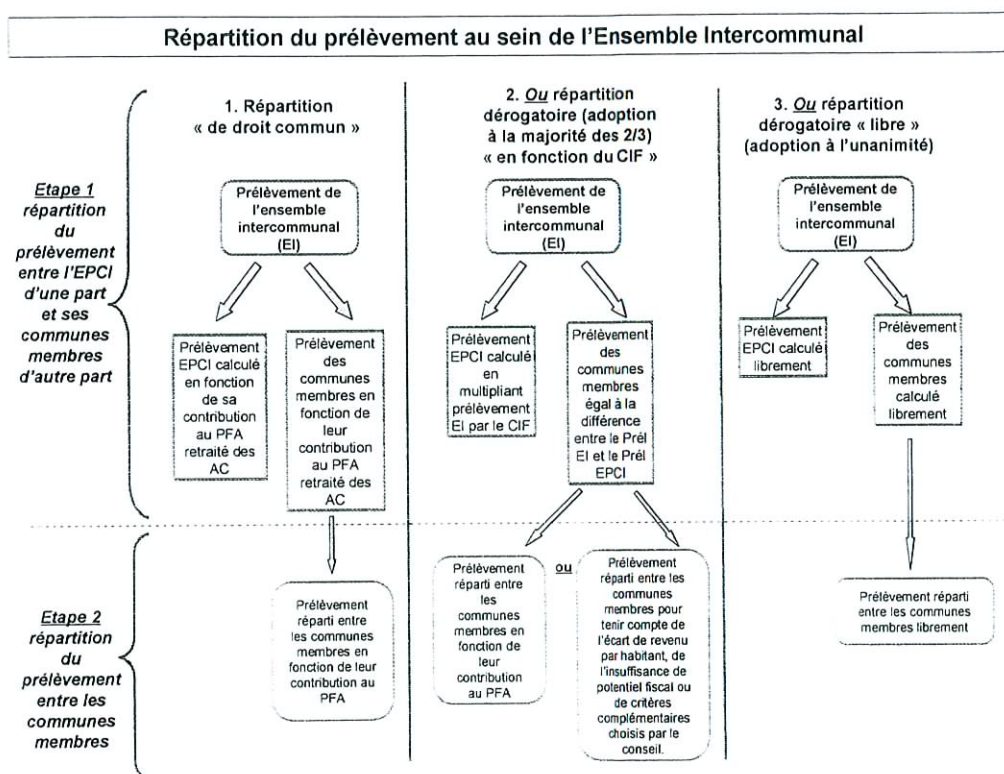 Répartition du prélèvement au sein de l'Ensemble Intercommunal
1. Répartition
« de droit commun »
2. Ou répartition
dérogatoire (adoption
à la majorité des 2/3)
« en fonction du CIF »
3. Ou répartition
dérogatoire « libre »
(adoption à l'unanimité)
Etape 1
répartition
du
prélèvement
entre l'EPCI
d'une part
et ses
communes
membres
d'autre part
Prélèvement de
l'ensemble
intercommunal
(EI)
Prélèvement de
l'ensemble
intercommunal
(EI)
Prélèvement de
l'ensemble
intercommunal
(EI)
Prélèvement
EPCI calculé
en fonction
de sa
contribution
au PFA
retraité des
AC
Prélèvement
des
communes
membres en
fonction de
leur
contribution
au PFA
retraité des
AC
Prélèvement
EPCI calculé
en
multipliant
prélèvement
EI par le CIF
Prélèvement
des
communes
membres
égal à la
différence
entre le Prél
EI et le Prél
EPCI
Prélèvement
EPCI calculé
librement
Prélèvement
des
communes
membres
calculé
librement
Etape 2
répartition
du
prélèvement
entre les
communes
membres
Prélèvement
réparti entre
les communes
membres en
fonction de leur
contribution au
PFA
Prélèvement
réparti entre
les
communes
membres en
fonction de
leur
contribution
au PFA
ou
Prélèvement
réparti entre les
communes
membres pour
tenir compte de
l'écart de revenu
par habitant, de
l'insuffisance de
potentiel fiscal ou
de critères
complémentaires
choisis par le
conseil.
Prélèvement réparti
entre les communes
membres librement